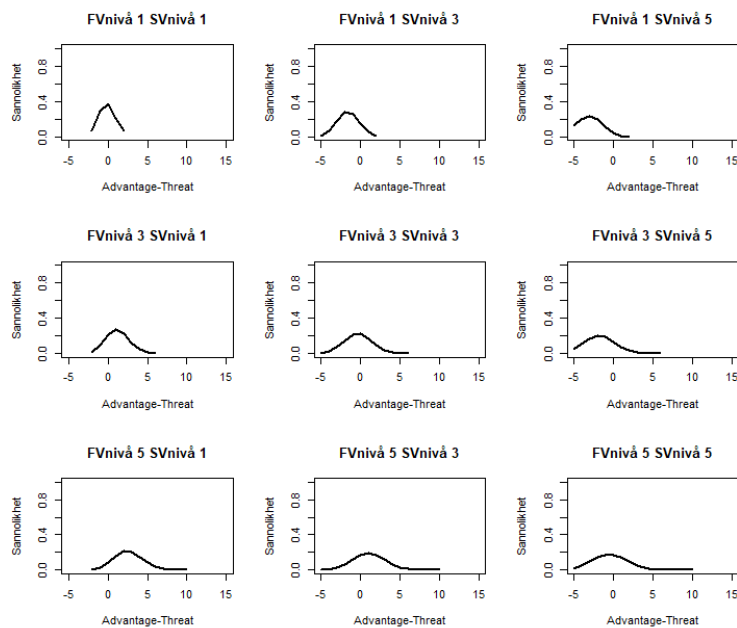 FVnivå 1 SVnivå 1
Sannolikhet
0.0 0.4 0.8
-5 0 5 10 15
Advantage-Threat
FVnivå 1 SVnivå 3
Sannolikhet
0.0 0.4 0.8
-5 0 5 10 15
Advantage-Threat
FVnivå 1 SVnivå 5
Sannolikhet
0.0 0.4 0.8
-5 0 5 10 15
Advantage-Threat
FVnivå 3 SVnivå 1
Sannolikhet
0.0 0.4 0.8
-5 0 5 10 15
Advantage-Threat
FVnivå 3 SVnivå 3
Sannolikhet
0.0 0.4 0.8
-5 0 5 10 15
Advantage-Threat
FVnivå 3 SVnivå 5
Sannolikhet
0.0 0.4 0.8
-5 0 5 10 15
Advantage-Threat
FVnivå 5 SVnivå 1
Sannolikhet
0.0 0.4 0.8
-5 0 5 10 15
Advantage-Threat
FVnivå 5 SVnivå 3
Sannolikhet
0.0 0.4 0.8
-5 0 5 10 15
Advantage-Threat
FVnivå 5 SVnivå 5
Sannolikhet
0.0 0.4 0.8
-5 0 5 10 15
Advantage-Threat